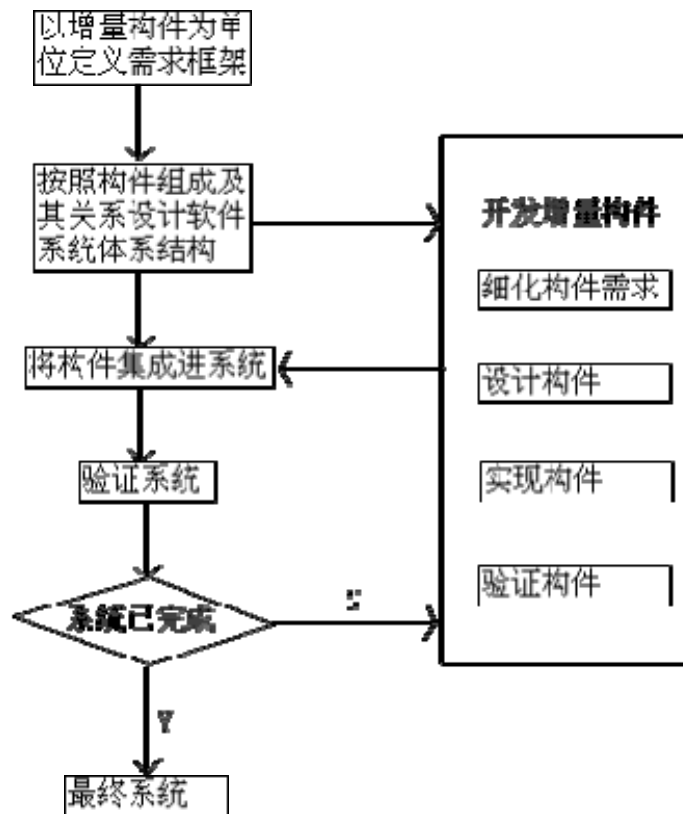 以增量构件为单
位定义需求框架
按照构件组成及
其关系设计软件
系统体系结构
将构件集成进系统
验证系统
系统已完成
Y
最终系统
开发增量构件
细化构件需求
设计构件
实现构件
验证构件